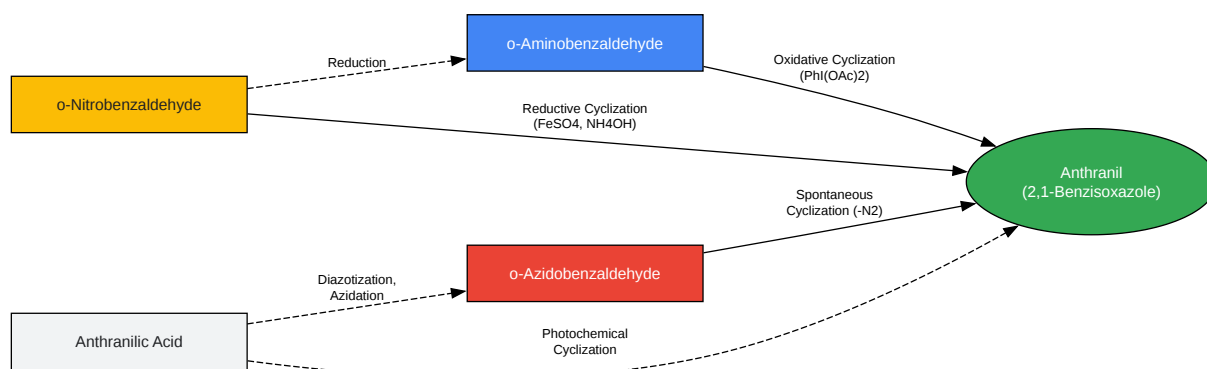 o-Aminobenzaldehyde
Oxidative Cyclization
(PhI(OAc)2)
Reduction
o-Nitrobenzaldehyde
Reductive Cyclization
(FeSO4, NH4OH)
Anthranil
(2,1-Benzisoxazole)
Spontaneous
Cyclization (-N2)
o-Azidobenzaldehyde
Diazotization,
Azidation
Anthranilic Acid
Photochemical
Cyclization